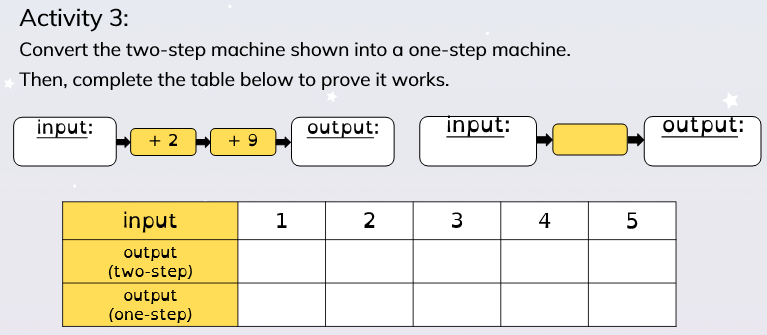 Activity 3:
Convert the two-step machine shown into a one-step machine.
Then, complete the table below to prove it works.
input: + 2 + 9 output: input: output:
input 1 2 3 4 5
output
(two-step)
output
(one-step)